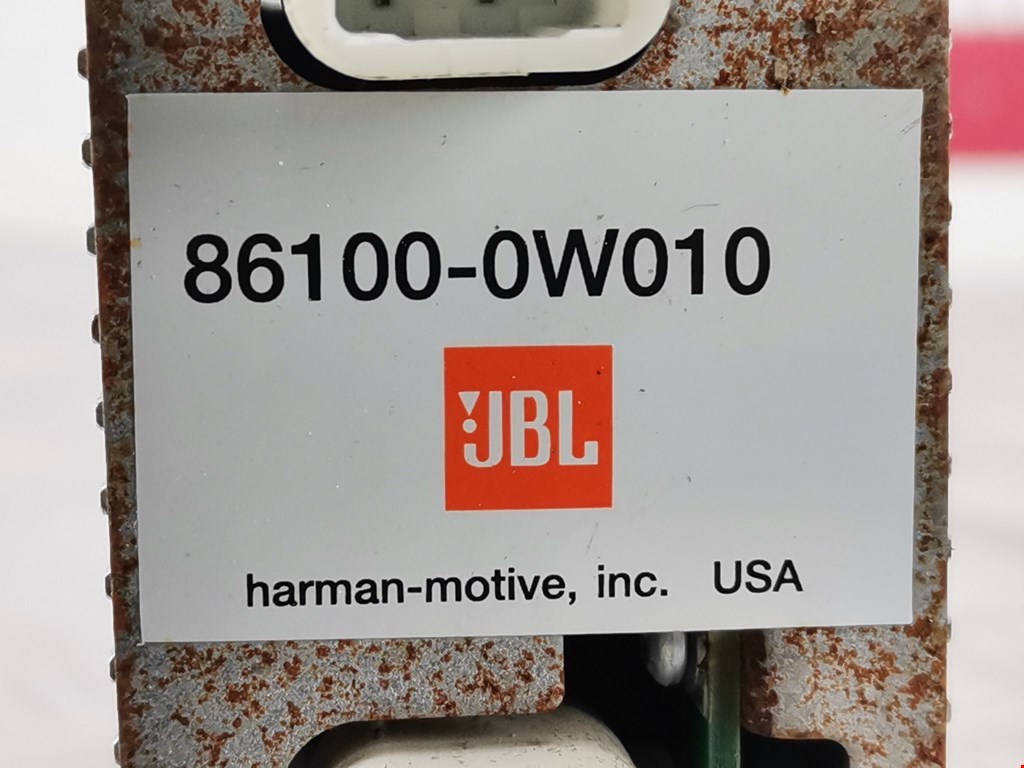 86100-0W010
JBL
harman-motive, inc. USA